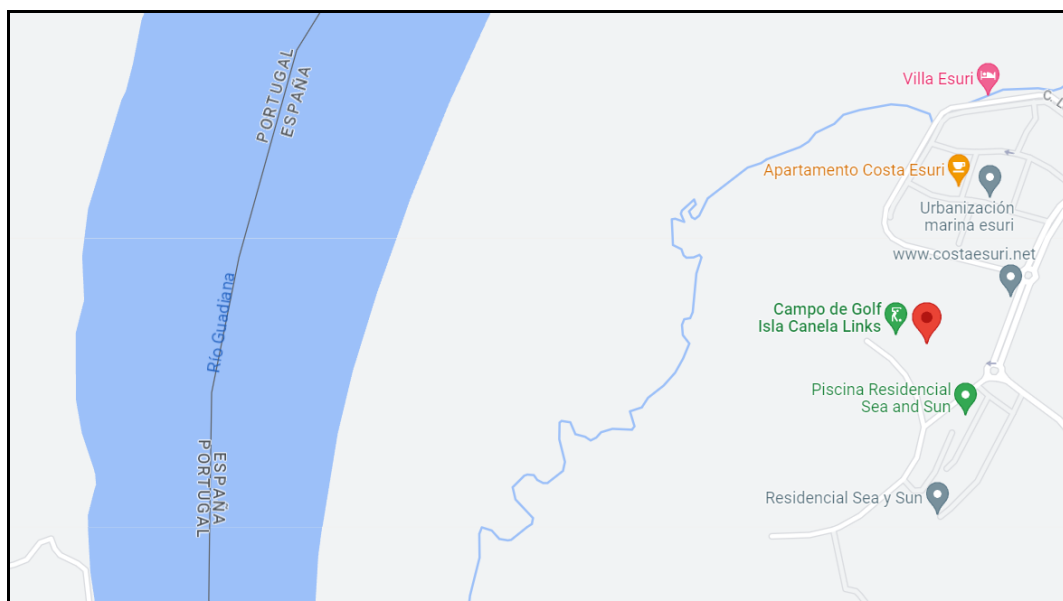 PORTUGAL
ESPAÑA
Villa Esuri
C. L
Apartamento Costa Esuri
Urbanización
marina esuri
www.costaesuri.net
Río Guadiana
Campo de Golf
Isla Canela Links
Piscina Residencial
Sea and Sun
ESPAÑA
PORTUGAL
Residencial Sea y Sun